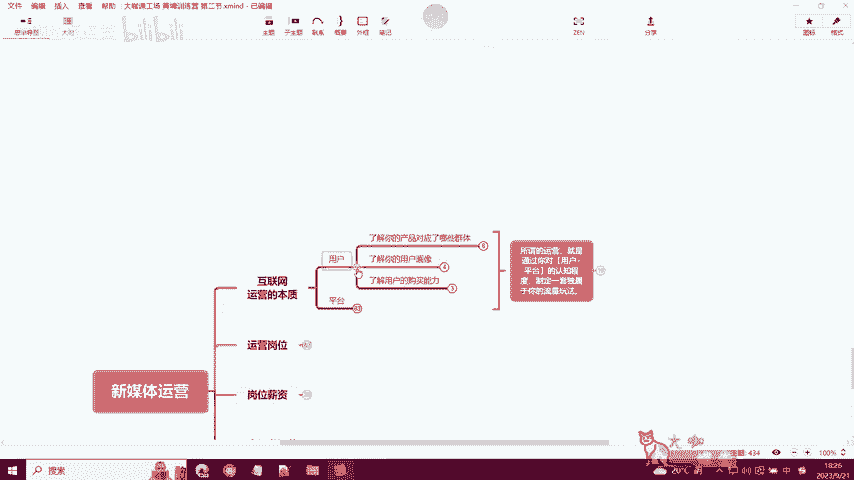 文件 编辑 插入 查看 帮助 大咖课工场 黄埔训练营 第二节.xmind - 已编辑
思维导图 大纲 主题 子主题 联系 概要 外框 笔记 ZEN 分享 图标 格式
bilibili
了解你的产品对应了哪些群体 6
用户
了解你的用户画像 4
了解用户的购买能力 3
平台
所谓的运营，就是
通过你对【用户+
平台】的认知程
度，制定一套独属
于你的流量玩法。
互联网
运营的本质
运营岗位
新媒体运营
岗位薪资
主题: 434
100%
搜索
20°C
中
18:26
2022/9/21